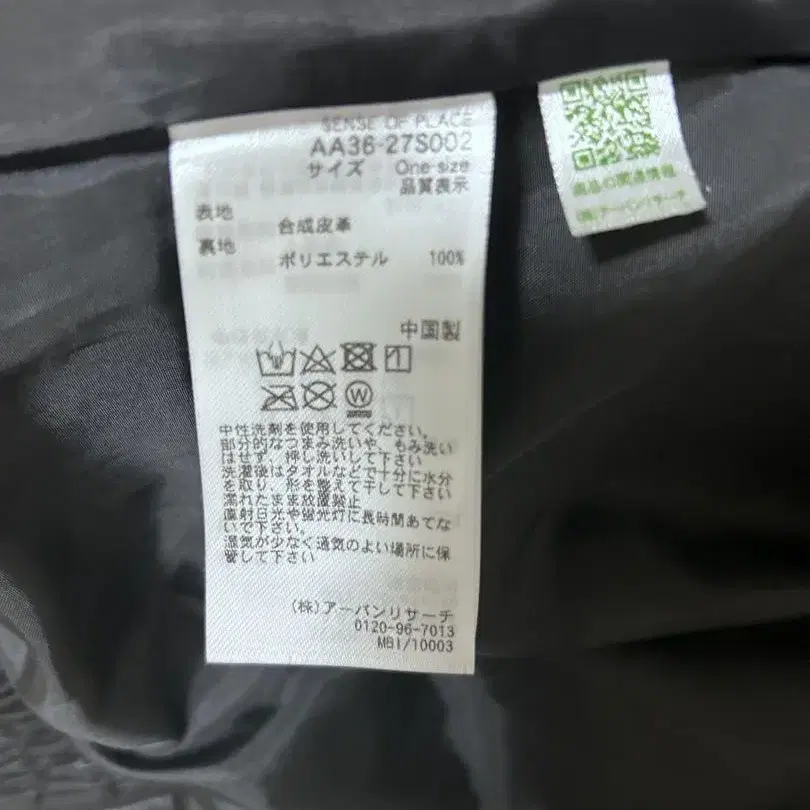 SENSE OF PLACE
AA36-27S002
サイズ One size
品質表示
表地 合成皮革
裏地 ポリエステル 100%
中国製
W
中性洗剤を使用してください。
部分的なつまみ洗いや、もみ洗い
はせず、押し洗いして下さい
洗濯後はタオルなどで十分に水分
を取り、形を整えて干して下さい
濡れたまま放置禁止
直射日光や蛍光灯に長時間あてな
いで下さい。
湿気が少なく通気のよい場所に保
管して下さい
(株)アーバンリサーチ
0120-96-7013
MBI/10003
商品の関連情報
(株)アーバンリサーチ